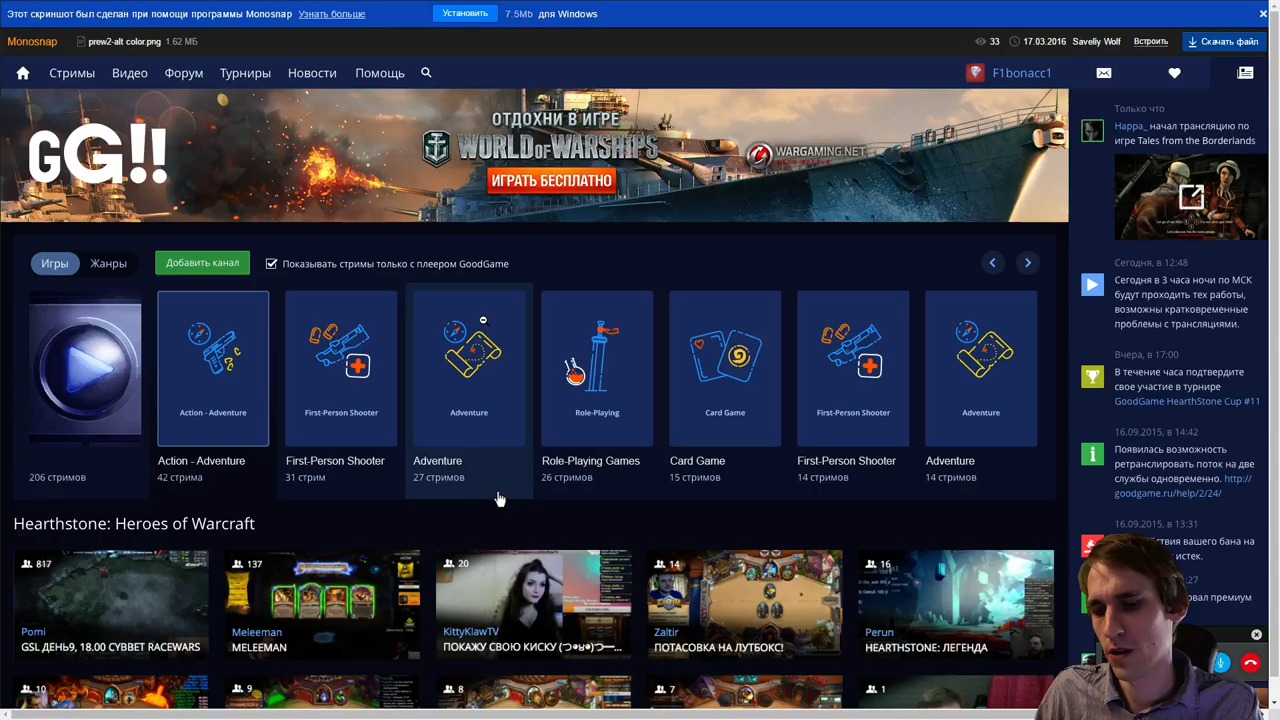 Этот скриншот был сделан при помощи программы Monosnap Узнать больше Установить 7.5Mb для Windows
Monosnap prew2-alt color.png 1.62 МБ 33 17.03.2016 Saveliy Wolf Встроить Скачать файл
Стримы Видео Форум Турниры Новости Помощь F1bonacc1
GG!!
ОТДОХНИ В ИГРЕ
WORLD OF WARSHIPS
WARGAMING.NET
ИГРАТЬ БЕСПЛАТНО
Игры Жанры Добавить канал Показывать стримы только с плеером GoodGame
Action - Adventure First-Person Shooter Adventure Role-Playing Card Game First-Person Shooter Adventure
Action - Adventure First-Person Shooter Adventure Role-Playing Games Card Game First-Person Shooter Adventure
206 стримов 42 стрима 31 стрим 27 стримов 26 стримов 15 стримов 14 стримов 14 стримов
Hearthstone: Heroes of Warcraft
817 137 20 14 16
Pomi Meleeman KittyKlawTV Zaltir Perun
GSL ДЕНЬ9, 18.00 СУВВЕТ RACEWARS MELEEMAN ПОКАЖУ СВОЮ КИСКУ ПОТАСОВКА НА ЛУТБОКС! HEARTHSTONE: ЛЕГЕНДА
9 8 7
Только что
Happa_ начал трансляцию по
игре Tales from the Borderlands
Сегодня, в 12:48
Сегодня в 3 часа ночи по МСК
будут проходить тех работы,
возможны кратковременные
проблемы с трансляциями.
Вчера, в 17:00
В течение часа подтвердите
свое участие в турнире
GoodGame HearthStone Cup #11
16.09.2015, в 14:42
Появилась возможность
ретранслировать поток на две
службы одновременно. http://
goodgame.ru/help/2/24/
16.09.2015, в 13:31
вашего бана на
истек.
27
премиум